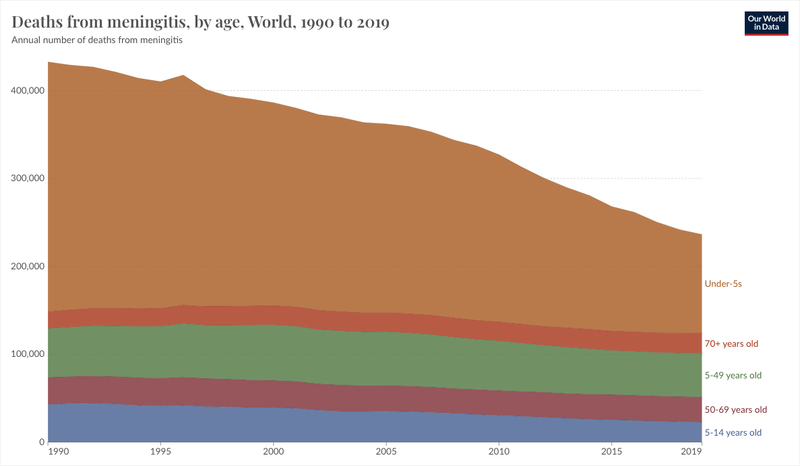 Deaths from meningitis, by age, World, 1990 to 2019
Annual number of deaths from meningitis
Our World
in Data
400,000
300,000
200,000
100,000
0
Under-5s
70+ years old
5-49 years old
50-69 years old
5-14 years old
1990
1995
2000
2005
2010
2015
2019